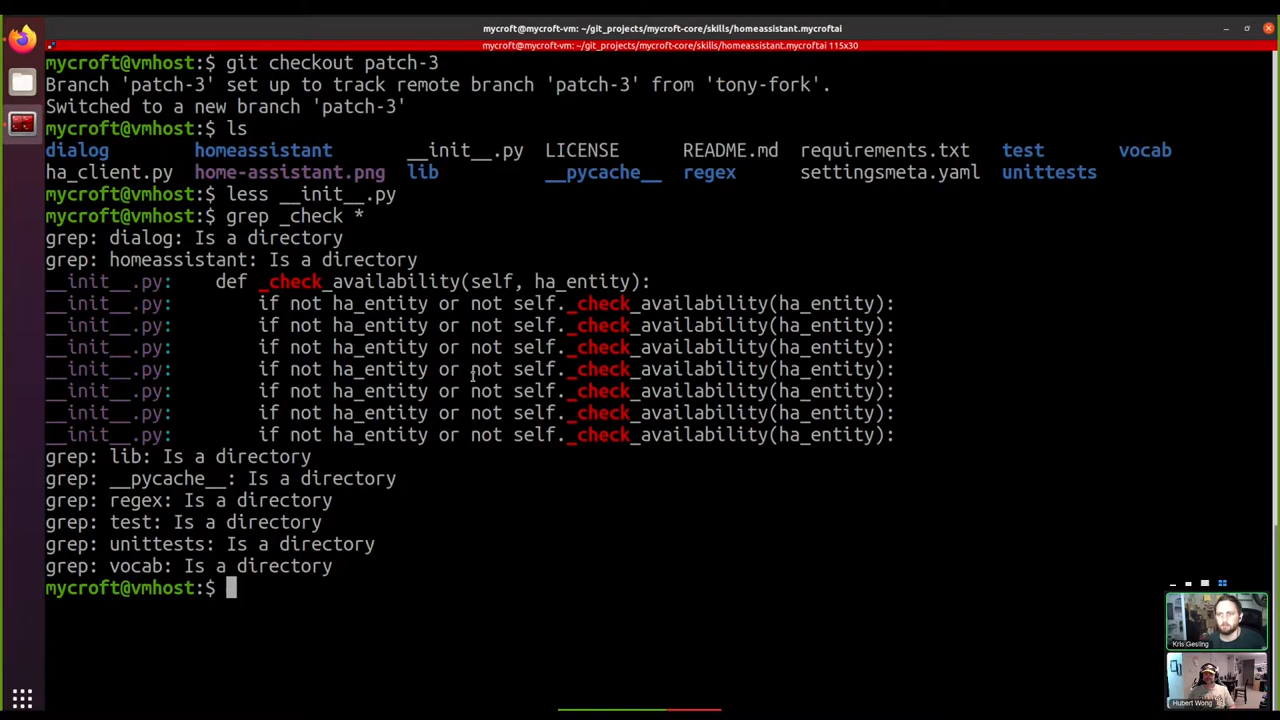 mycroft@mycroft-vm: ~/git_projects/mycroft-core/skills/homeassistant.mycroftai
mycroft@mycroft-vm: ~/git_projects/mycroft-core/skills/homeassistant.mycroftai 115x30
mycroft@vmhost:$ git checkout patch-3
Branch 'patch-3' set up to track remote branch 'patch-3' from 'tony-fork'.
Switched to a new branch 'patch-3'
mycroft@vmhost:$ ls
dialog homeassistant __init__.py LICENSE README.md requirements.txt test vocab
ha_client.py home-assistant.png lib __pycache__ regex settingsmeta.yaml unittests
mycroft@vmhost:$ less __init__.py
mycroft@vmhost:$ grep _check *
grep: dialog: Is a directory
grep: homeassistant: Is a directory
__init__.py: def _check_availability(self, ha_entity):
__init__.py: if not ha_entity or not self._check_availability(ha_entity):
__init__.py: if not ha_entity or not self._check_availability(ha_entity):
__init__.py: if not ha_entity or not self._check_availability(ha_entity):
__init__.py: if not ha_entity or not self._check_availability(ha_entity):
__init__.py: if not ha_entity or not self._check_availability(ha_entity):
__init__.py: if not ha_entity or not self._check_availability(ha_entity):
__init__.py: if not ha_entity or not self._check_availability(ha_entity):
grep: lib: Is a directory
grep: __pycache__: Is a directory
grep: regex: Is a directory
grep: test: Is a directory
grep: unittests: Is a directory
grep: vocab: Is a directory
mycroft@vmhost:$
Kris Gesling
Hubert Wong